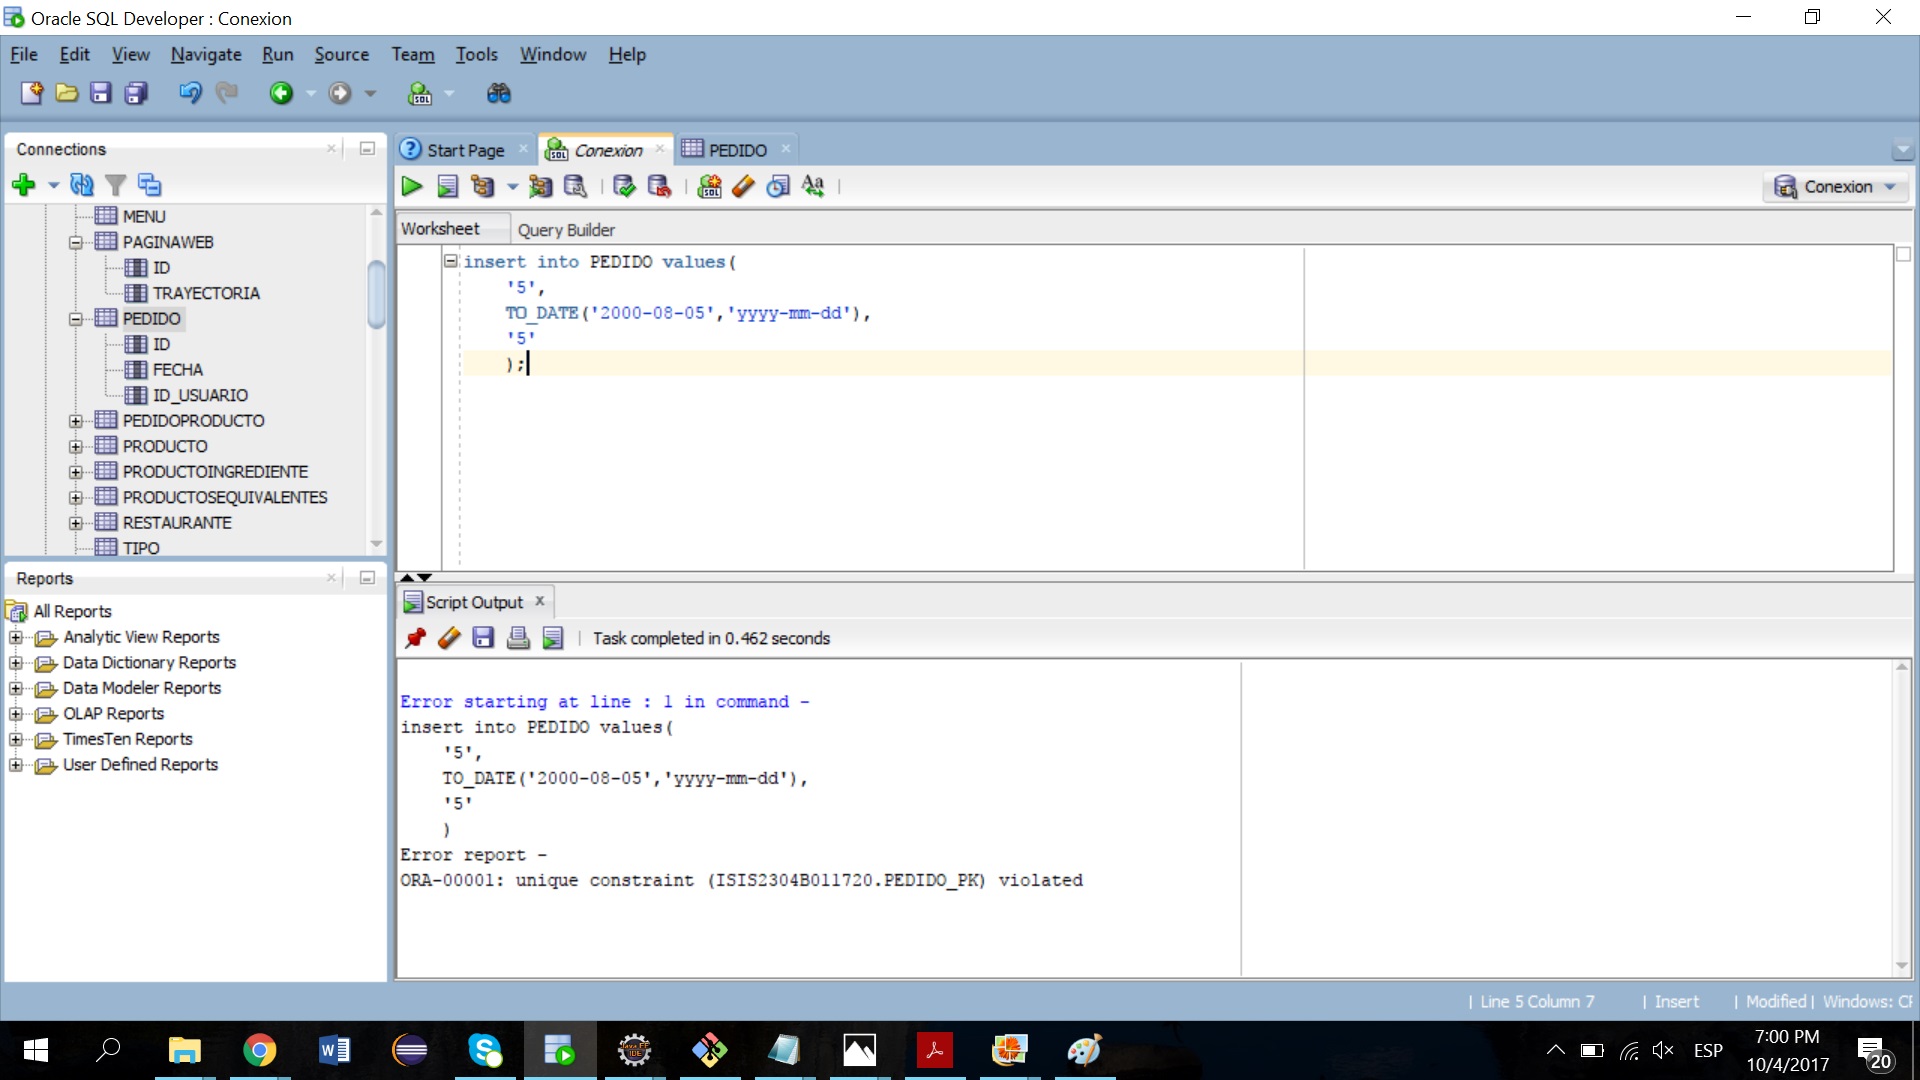 Oracle SQL Developer : Conexion
File Edit View Navigate Run Source Team Tools Window Help
Connections
MENU
PAGINAWEB
ID
TRAYECTORIA
PEDIDO
ID
FECHA
ID_USUARIO
PEDIDOPRODUCTO
PRODUCTO
PRODUCTOINGREDIENTE
PRODUCTOSEQUIVALENTES
RESTAURANTE
TIPO
Reports
All Reports
Analytic View Reports
Data Dictionary Reports
Data Modeler Reports
OLAP Reports
TimesTen Reports
User Defined Reports
Start Page Conexion PEDIDO
Conexion
Worksheet Query Builder
insert into PEDIDO values(
'5',
TO_DATE('2000-08-05','yyyy-mm-dd'),
'5'
);
Script Output
Task completed in 0.462 seconds
Error starting at line : 1 in command -
insert into PEDIDO values(
'5',
TO_DATE('2000-08-05','yyyy-mm-dd'),
'5'
)
Error report -
ORA-00001: unique constraint (ISIS2304B011720.PEDIDO_PK) violated
| Line 5 Column 7 | Insert | Modified | Windows: CF
ESP
7:00 PM
10/4/2017
20